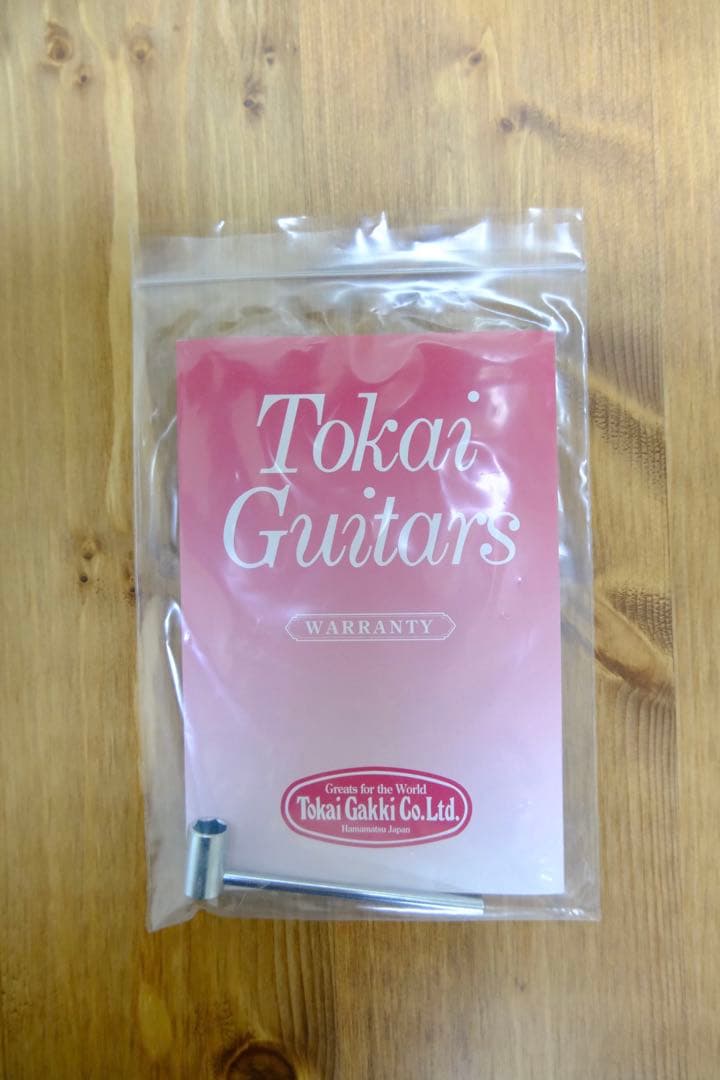 Tokai
Guitars
WARRANTY
Greats for the World
Tokai Gakki Co.Ltd.
Hamamatsu Japan